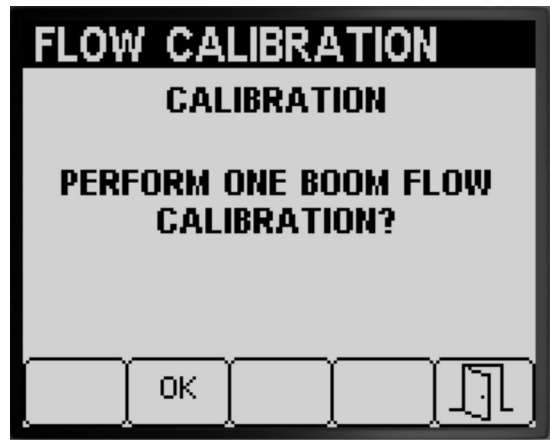 FLOW CALIBRATION
CALIBRATION
PERFORM ONE BOOM FLOW
CALIBRATION?
OK